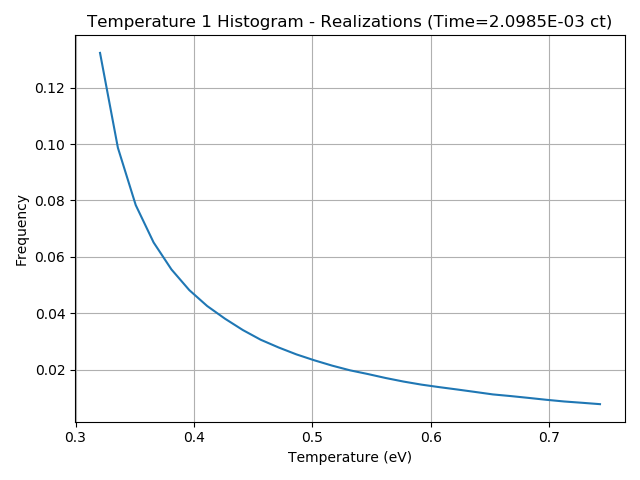 Temperature 1 Histogram - Realizations (Time=2.0985E-03 ct)
Frequency
0.12
0.10
0.08
0.06
0.04
0.02
0.3 0.4 0.5 0.6 0.7
Temperature (eV)